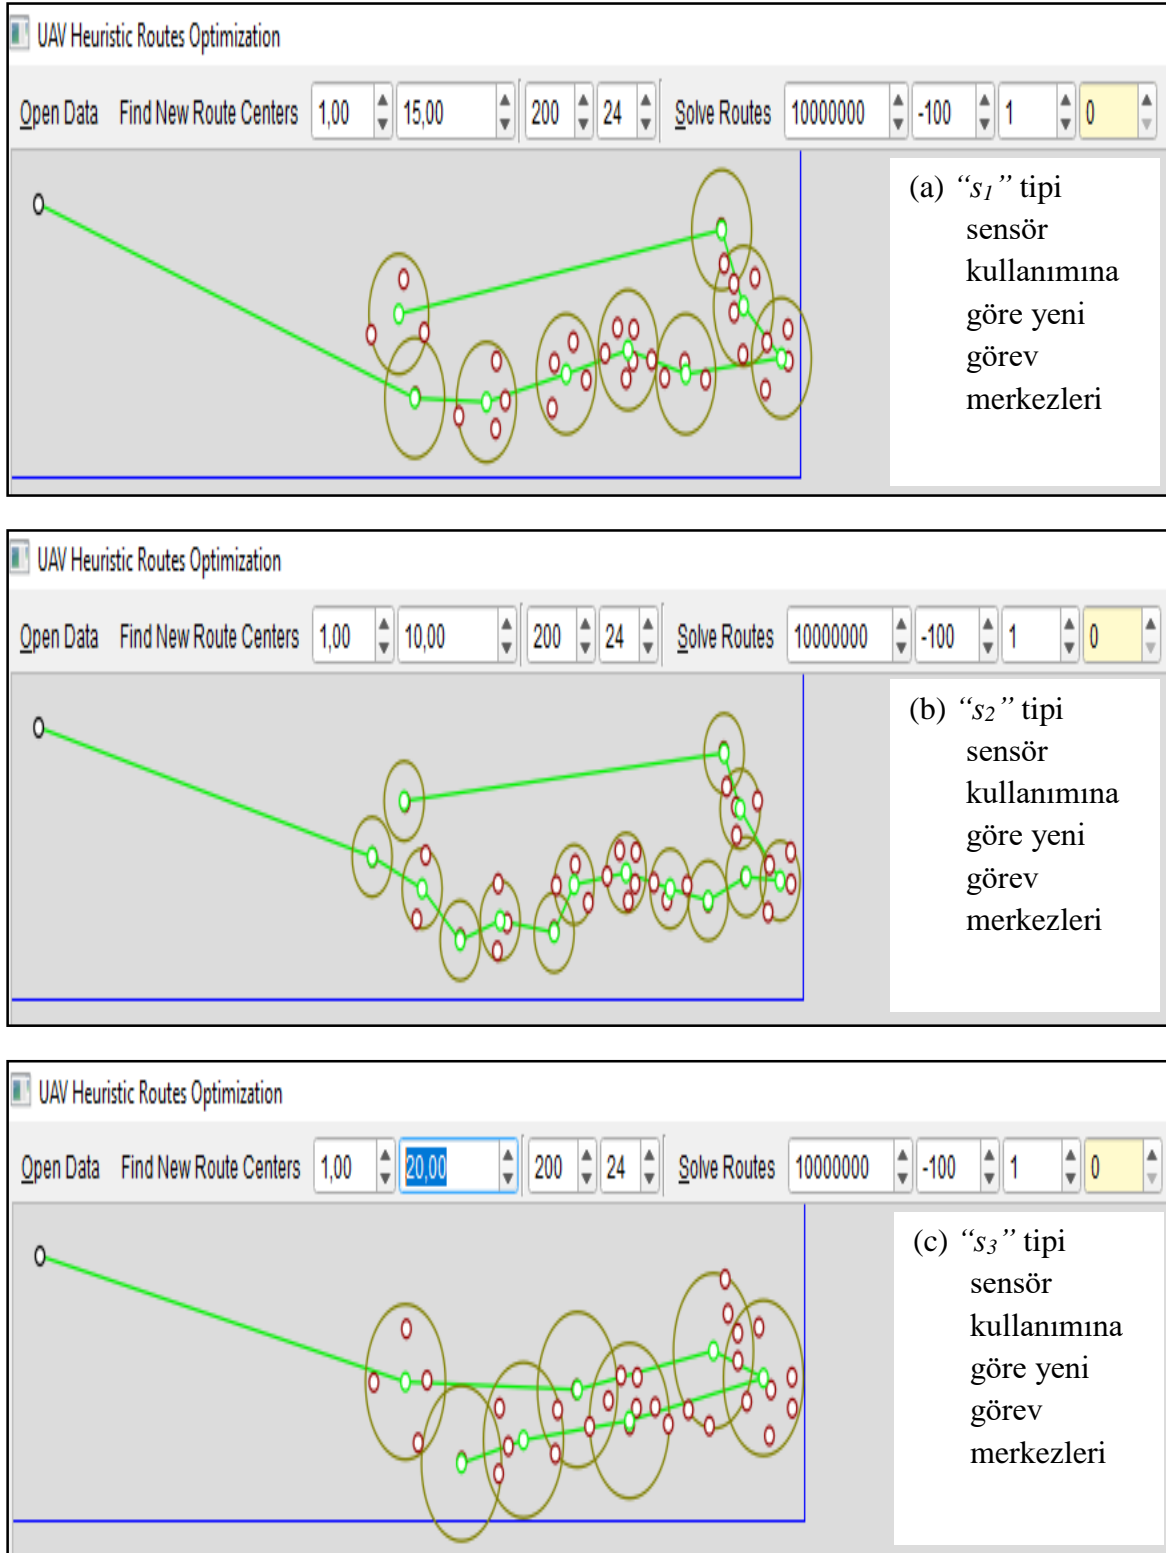 UAV Heuristic Routes Optimization
Open Data Find New Route Centers 1,00 15,00 200 24 Solve Routes 10000000 -100 1 0
(a) “s1” tipi
sensör
kullanımına
göre yeni
görev
merkezleri
UAV Heuristic Routes Optimization
Open Data Find New Route Centers 1,00 10,00 200 24 Solve Routes 10000000 -100 1 0
(b) “s2” tipi
sensör
kullanımına
göre yeni
görev
merkezleri
UAV Heuristic Routes Optimization
Open Data Find New Route Centers 1,00 20,00 200 24 Solve Routes 10000000 -100 1 0
(c) “s3” tipi
sensör
kullanımına
göre yeni
görev
merkezleri